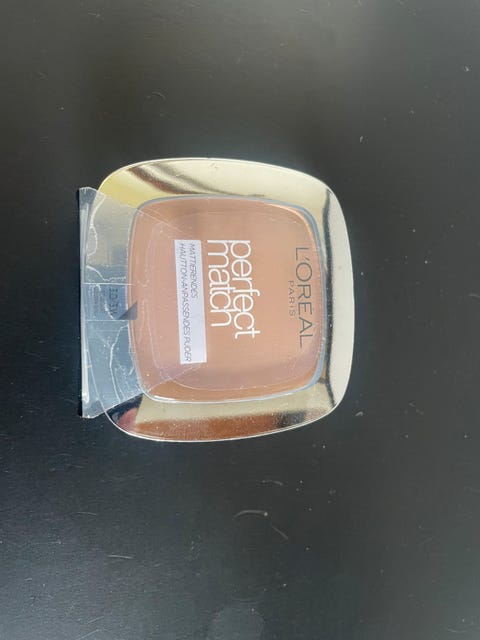 L'ORÉAL
PARIS
perfect
match
MATTIERENDES
HAUTTON-ANPASSENDES PUDER